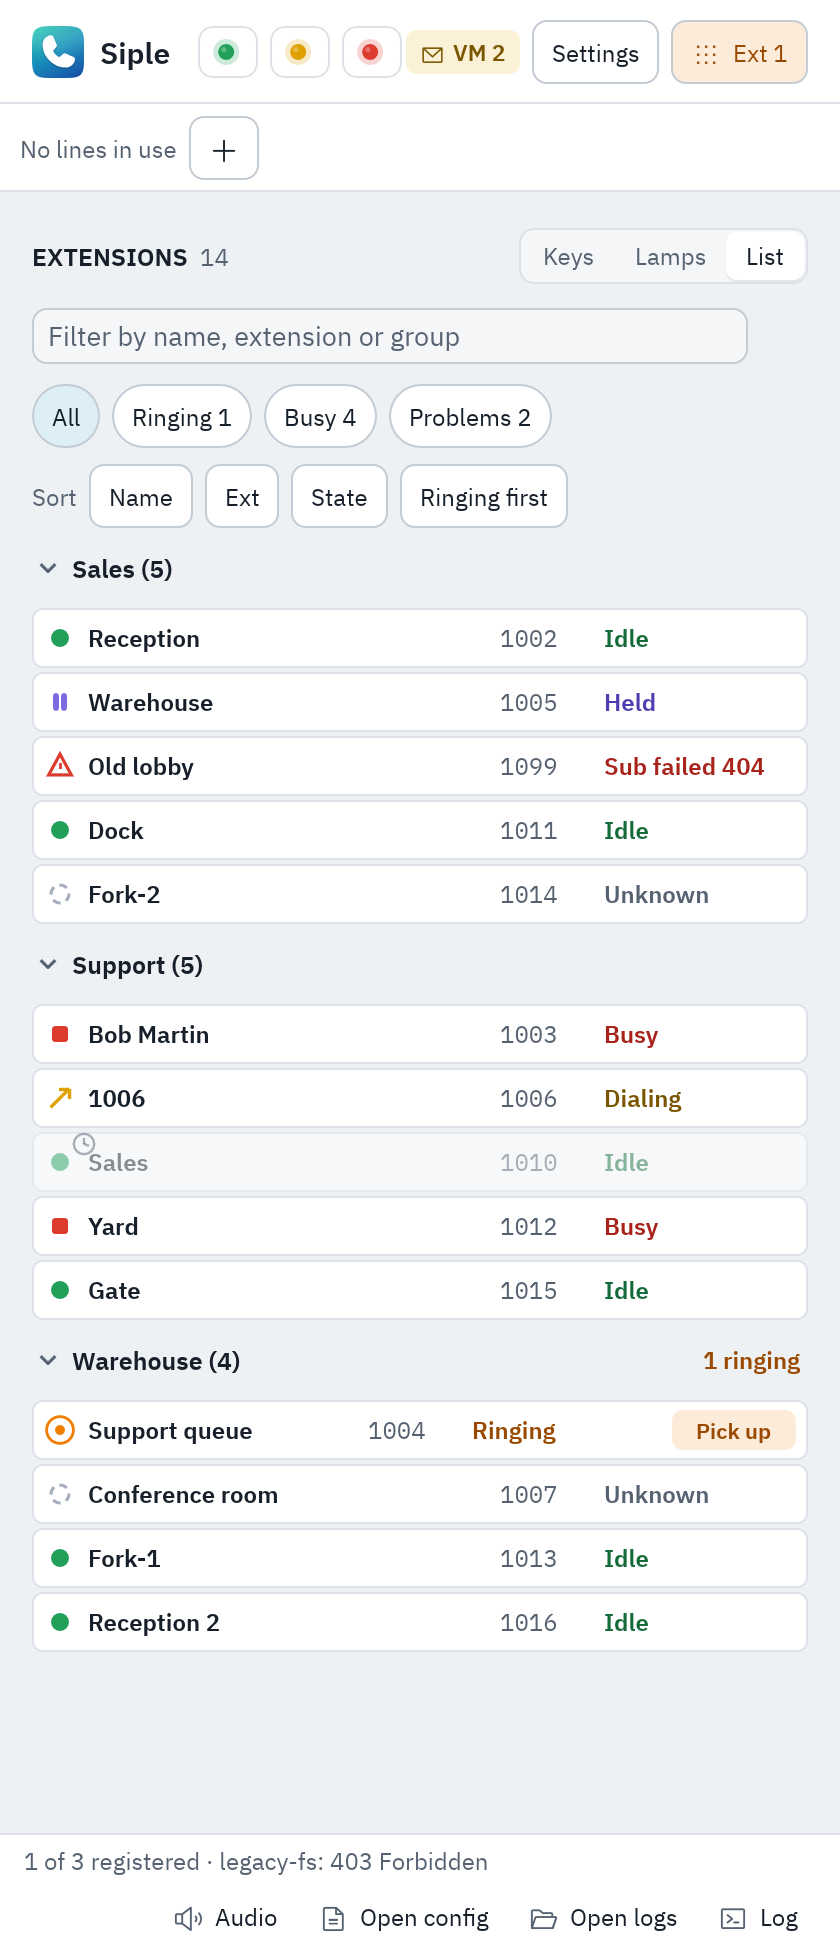 Siple VM 2 Settings Ext 1
No lines in use
EXTENSIONS 14 Keys Lamps List
Filter by name, extension or group
All Ringing 1 Busy 4 Problems 2
Sort Name Ext State Ringing first
Sales (5)
Reception 1002 Idle
Warehouse 1005 Held
Old lobby 1099 Sub failed 404
Dock 1011 Idle
Fork-2 1014 Unknown
Support (5)
Bob Martin 1003 Busy
1006 1006 Dialing
Sales 1010 Idle
Yard 1012 Busy
Gate 1015 Idle
Warehouse (4) 1 ringing
Support queue 1004 Ringing Pick up
Conference room 1007 Unknown
Fork-1 1013 Idle
Reception 2 1016 Idle
1 of 3 registered · legacy-fs: 403 Forbidden
Audio Open config Open logs Log